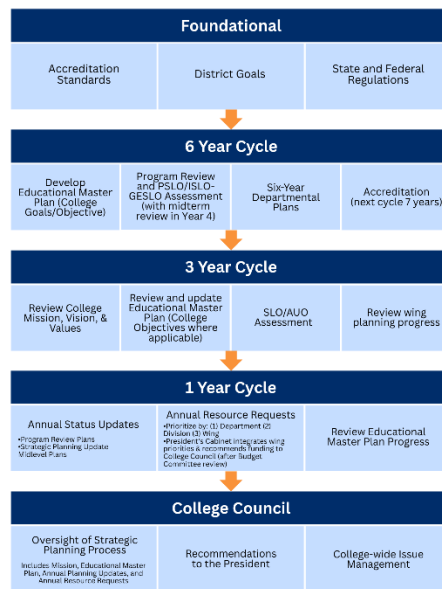 Foundational
Accreditation
Standards
District Goals
State and Federal
Regulations
6 Year Cycle
Develop
Educational Master
Plan (College
Goals/Objective)
Program Review
and PSLO/ISLO-
GESLO Assessment
(with midterm
review in Year 4)
Six-Year
Departmental
Plans
Accreditation
(next cycle 7 years)
3 Year Cycle
Review College
Mission, Vision, &
Values
Review and update
Educational Master
Plan (College
Objectives where
applicable)
SLO/AUO
Assessment
Review wing
planning progress
1 Year Cycle
Annual Status Updates
•Program Review Plans
•Strategic Planning Update
Midlevel Plans
Annual Resource Requests
•Prioritize by: (1) Department (2)
Division (3) Wing
•President's Cabinet integrates wing
priorities & recommends funding to
College Council (after Budget
Committee review)
Review Educational
Master Plan Progress
College Council
Oversight of Strategic
Planning Process
Includes Mission, Educational Master
Plan, Annual Planning Updates, and
Annual Resource Requests
Recommendations
to the President
College-wide Issue
Management